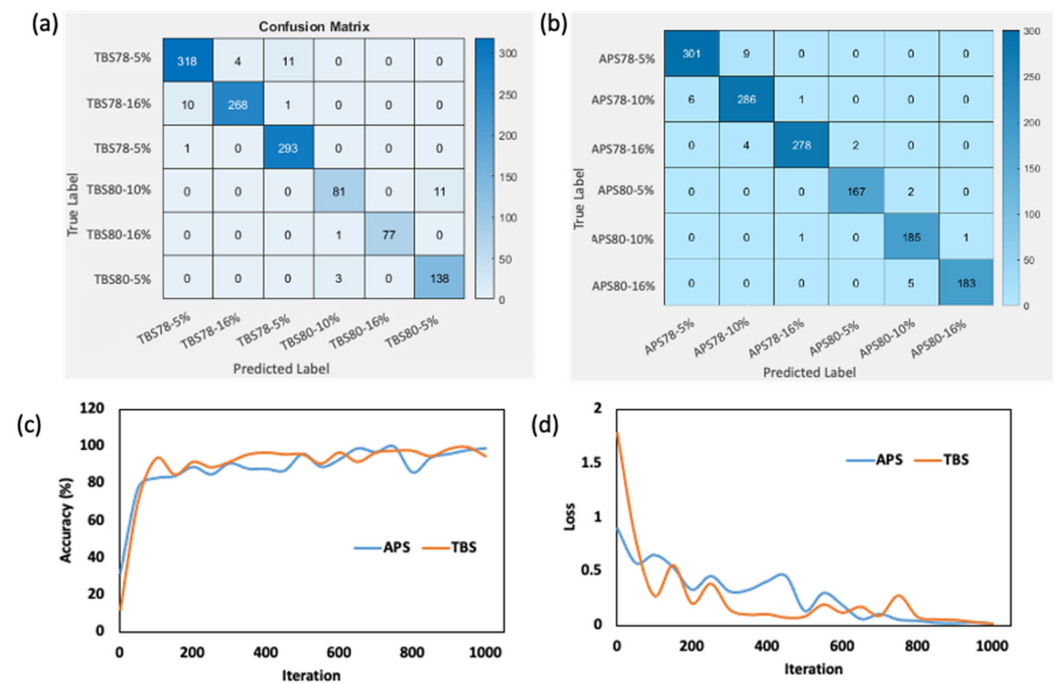 (a)
Confusion Matrix
True Label
TBS78-5% 318 4 11 0 0 0
TBS78-16% 10 268 1 0 0 0
TBS78-5% 1 0 293 0 0 0
TBS80-10% 0 0 0 81 0 11
TBS80-16% 0 0 0 1 77 0
TBS80-5% 0 0 0 3 0 138
TBS78-5% TBS78-16% TBS78-5% TBS80-10% TBS80-16% TBS80-5%
Predicted Label
300
250
200
150
100
50
0
(b)
True Label
APS78-5% 301 9 0 0 0 0
APS78-10% 6 286 1 0 0 0
APS78-16% 0 4 278 2 0 0
APS80-5% 0 0 0 167 2 0
APS80-10% 0 0 1 0 185 1
APS80-16% 0 0 0 0 5 183
APS78-5% APS78-10% APS78-16% APS80-5% APS80-10% APS80-16%
Predicted Label
300
250
200
150
100
50
0
(c)
Accuracy (%)
120
100
80
60
40
20
0
APS TBS
0 200 400 600 800 1000
Iteration
(d)
Loss
2
1.5
1
0.5
0
APS TBS
0 200 400 600 800 1000
Iteration